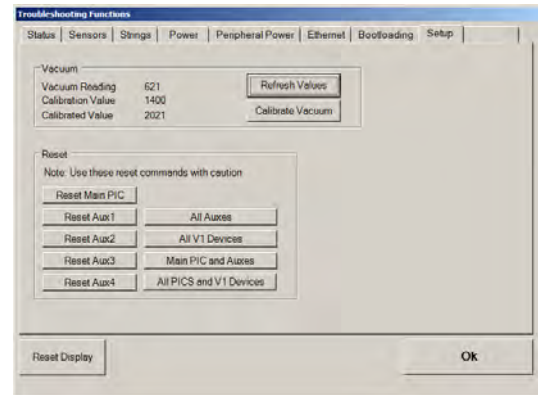 Troubleshooting Functions
Status Sensors Strings Power Peripheral Power Ethernet Bootloading Setup
Vacuum
Vacuum Reading 621 Refresh Values
Calibration Value 1400
Calibrate Vacuum
Calibrated Value 2021
Reset
Note: Use these reset commands with caution
Reset Main PIC
Reset Aux1 All Auxes
Reset Aux2 All V1 Devices
Reset Aux3 Main PIC and Auxes
Reset Aux4 All PICS and V1 Devices
Reset Display Ok